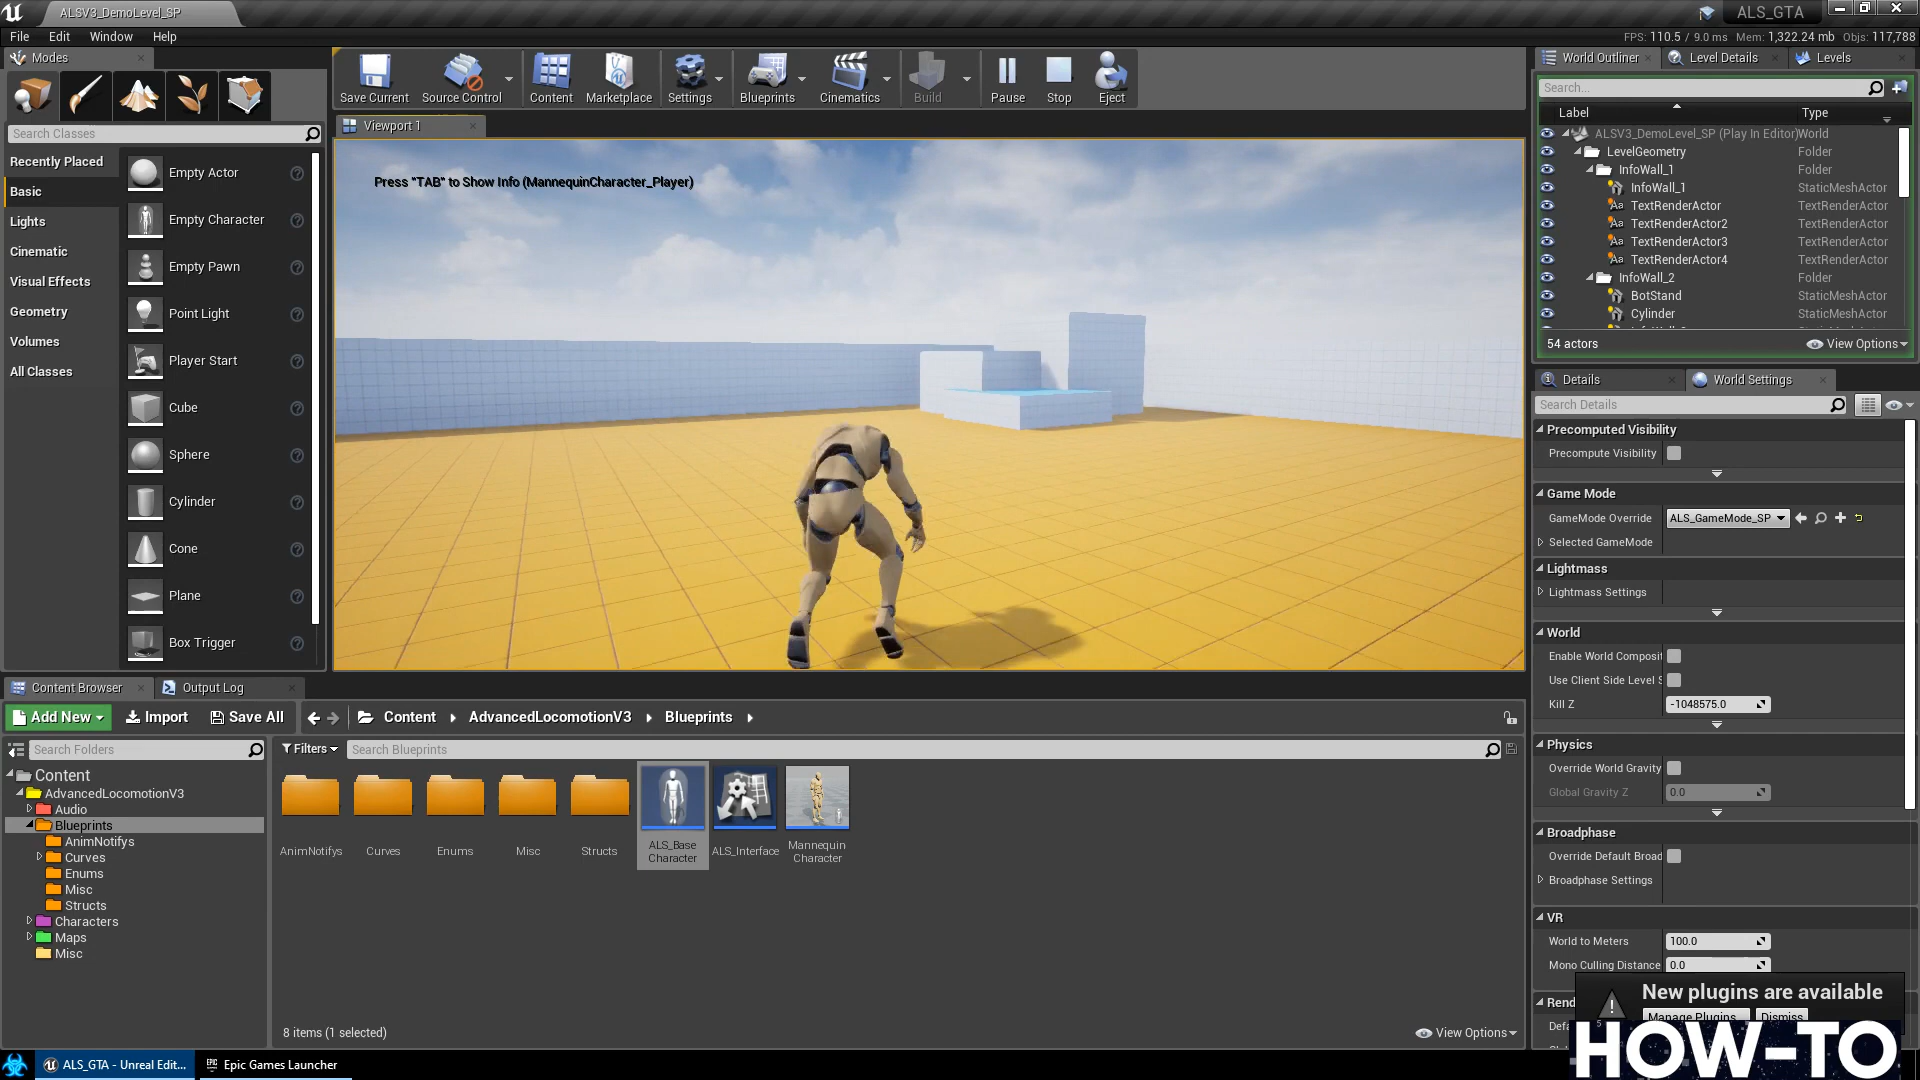 ALSV3_DemoLevel_SP
ALS_GTA
File Edit Window Help
FPS: 110.5 / 9.0 ms Mem: 1,322.24 mb Objs: 117,788
Modes
Save Current
Source Control
Content
Marketplace
Settings
Blueprints
Cinematics
Build
Pause
Stop
Eject
Search Classes
Recently Placed
Basic
Lights
Cinematic
Visual Effects
Geometry
Volumes
All Classes
Empty Actor
Empty Character
Empty Pawn
Point Light
Player Start
Cube
Sphere
Cylinder
Cone
Plane
Box Trigger
Viewport 1
Press "TAB" to Show Info (MannequinCharacter_Player)
World Outliner
Level Details
Levels
Search...
Label Type
ALSV3_DemoLevel_SP (Play In Editor) World
LevelGeometry Folder
InfoWall_1 Folder
InfoWall_1 StaticMeshActor
TextRenderActor TextRenderActor
TextRenderActor2 TextRenderActor
TextRenderActor3 TextRenderActor
TextRenderActor4 TextRenderActor
InfoWall_2 Folder
BotStand StaticMeshActor
Cylinder StaticMeshActor
54 actors
View Options
Details
World Settings
Search Details
Precomputed Visibility
Precompute Visibility
Game Mode
GameMode Override ALS_GameMode_SP
Selected GameMode
Lightmass
Lightmass Settings
World
Enable World Composit
Use Client Side Level S
Kill Z -1048575.0
Physics
Override World Gravity
Global Gravity Z 0.0
Broadphase
Override Default Broad
Broadphase Settings
VR
World to Meters 100.0
Mono Culling Distance 0.0
Rend
Defa
New plugins are available
Manage Plugins... Dismiss
HOW-TO
Content Browser
Output Log
Add New
Import
Save All
Content AdvancedLocomotionV3 Blueprints
Search Folders
Filters
Search Blueprints
Content
AdvancedLocomotionV3
Audio
Blueprints
AnimNotifys
Curves
Enums
Misc
Structs
Characters
Maps
Misc
AnimNotifys
Curves
Enums
Misc
Structs
ALS_Base
Character
ALS_Interface
Mannequin
Character
8 items (1 selected)
View Options
ALS_GTA - Unreal Edit...
Epic Games Launcher